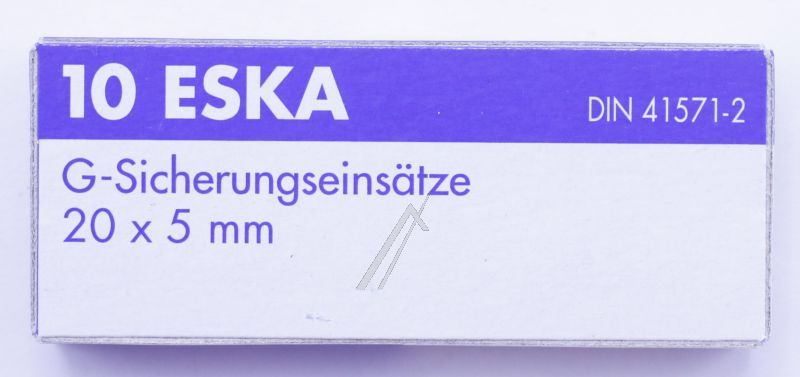 10 ESKA
DIN 41571-2
G-Sicherungseinsätze
20 x 5 mm